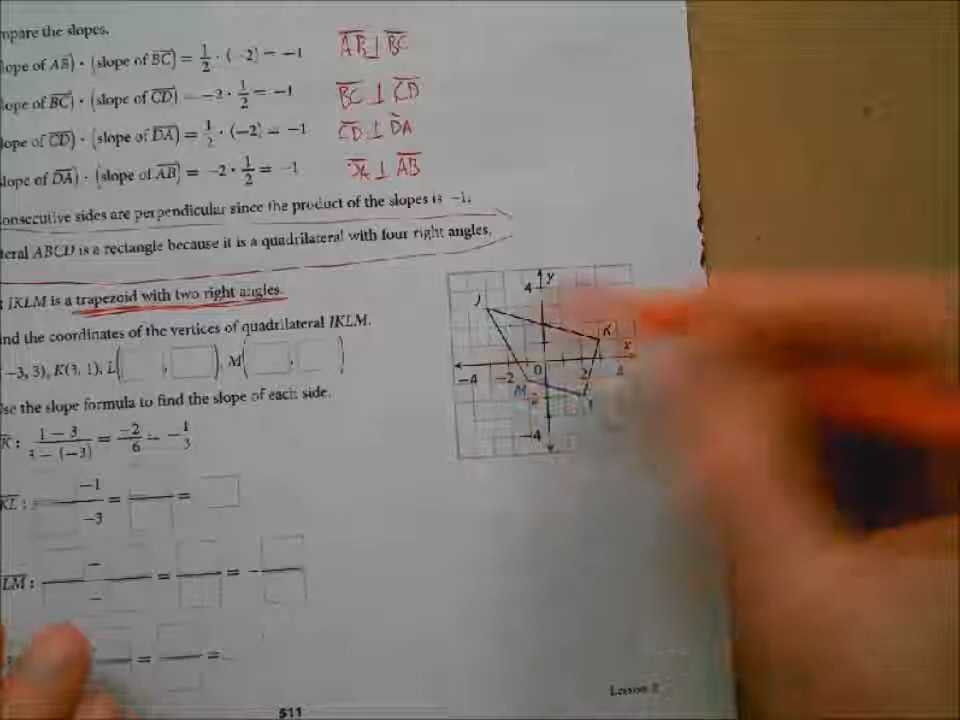 mpare the slopes.
lope of AB) · (slope of BC) = 1/2 · (−2) = −1 AB ⊥ BC
lope of BC) · (slope of CD) = −2 · 1/2 = −1 BC ⊥ CD
lope of CD) · (slope of DA) = 1/2 · (−2) = −1 CD ⊥ DA
lope of DA) · (slope of AB) = −2 · 1/2 = −1 DA ⊥ AB
onsecutive sides are perpendicular since the product of the slopes is −1.
teral ABCD is a rectangle because it is a quadrilateral with four right angles.
JKLM is a trapezoid with two right angles.
nd the coordinates of the vertices of quadrilateral JKLM.
−3, 3), K(3, 1), L( , ), M( , )
se the slope formula to find the slope of each side.
K: 1 − 3 / 3 − (−3) = −2/6 = −1/3
KL: −1 / −3 = =
LM: − / − = = −
= =
4 y
J
K
x
−4 −2 0 2 4
M −2
L
−4
Lesson 2
511